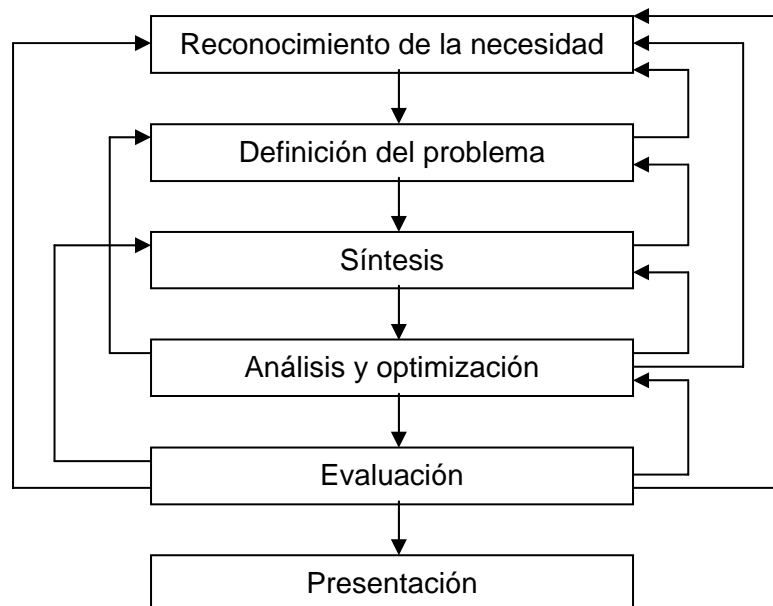 Reconocimiento de la necesidad
Definición del problema
Síntesis
Análisis y optimización
Evaluación
Presentación